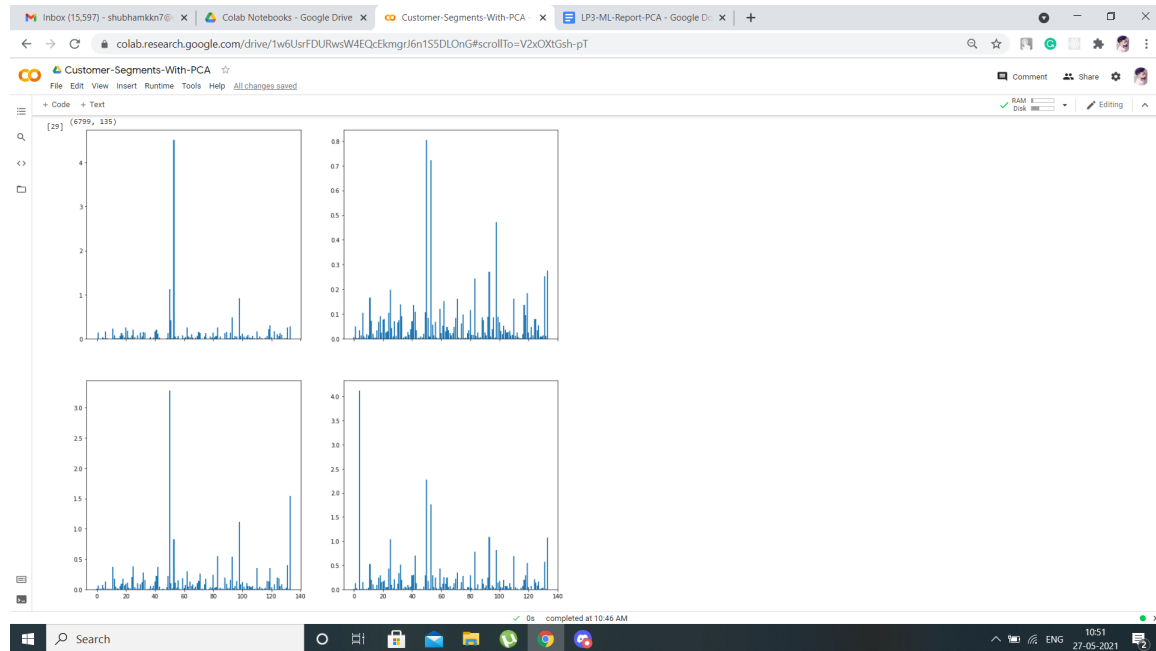 Inbox (15,597) - shubhamkkn7@
Colab Notebooks - Google Drive
Customer-Segments-With-PCA -
LP3-ML-Report-PCA - Google Do
colab.research.google.com/drive/1w6UsrFDURwsW4EQcEkmgrJ6n1S5DLOnG#scrollTo=V2xOXtGsh-pT
Customer-Segments-With-PCA
Comment
Share
File Edit View Insert Runtime Tools Help All changes saved
+ Code + Text
RAM
Disk
Editing
[29] (6799, 135)
4
3
2
1
0
0.8
0.7
0.6
0.5
0.4
0.3
0.2
0.1
0.0
3.0
2.5
2.0
1.5
1.0
0.5
0.0
0 20 40 60 80 100 120 140
4.0
3.5
3.0
2.5
2.0
1.5
1.0
0.5
0.0
0 20 40 60 80 100 120 140
0s completed at 10:46 AM
Search
ENG
10:51
27-05-2021
2